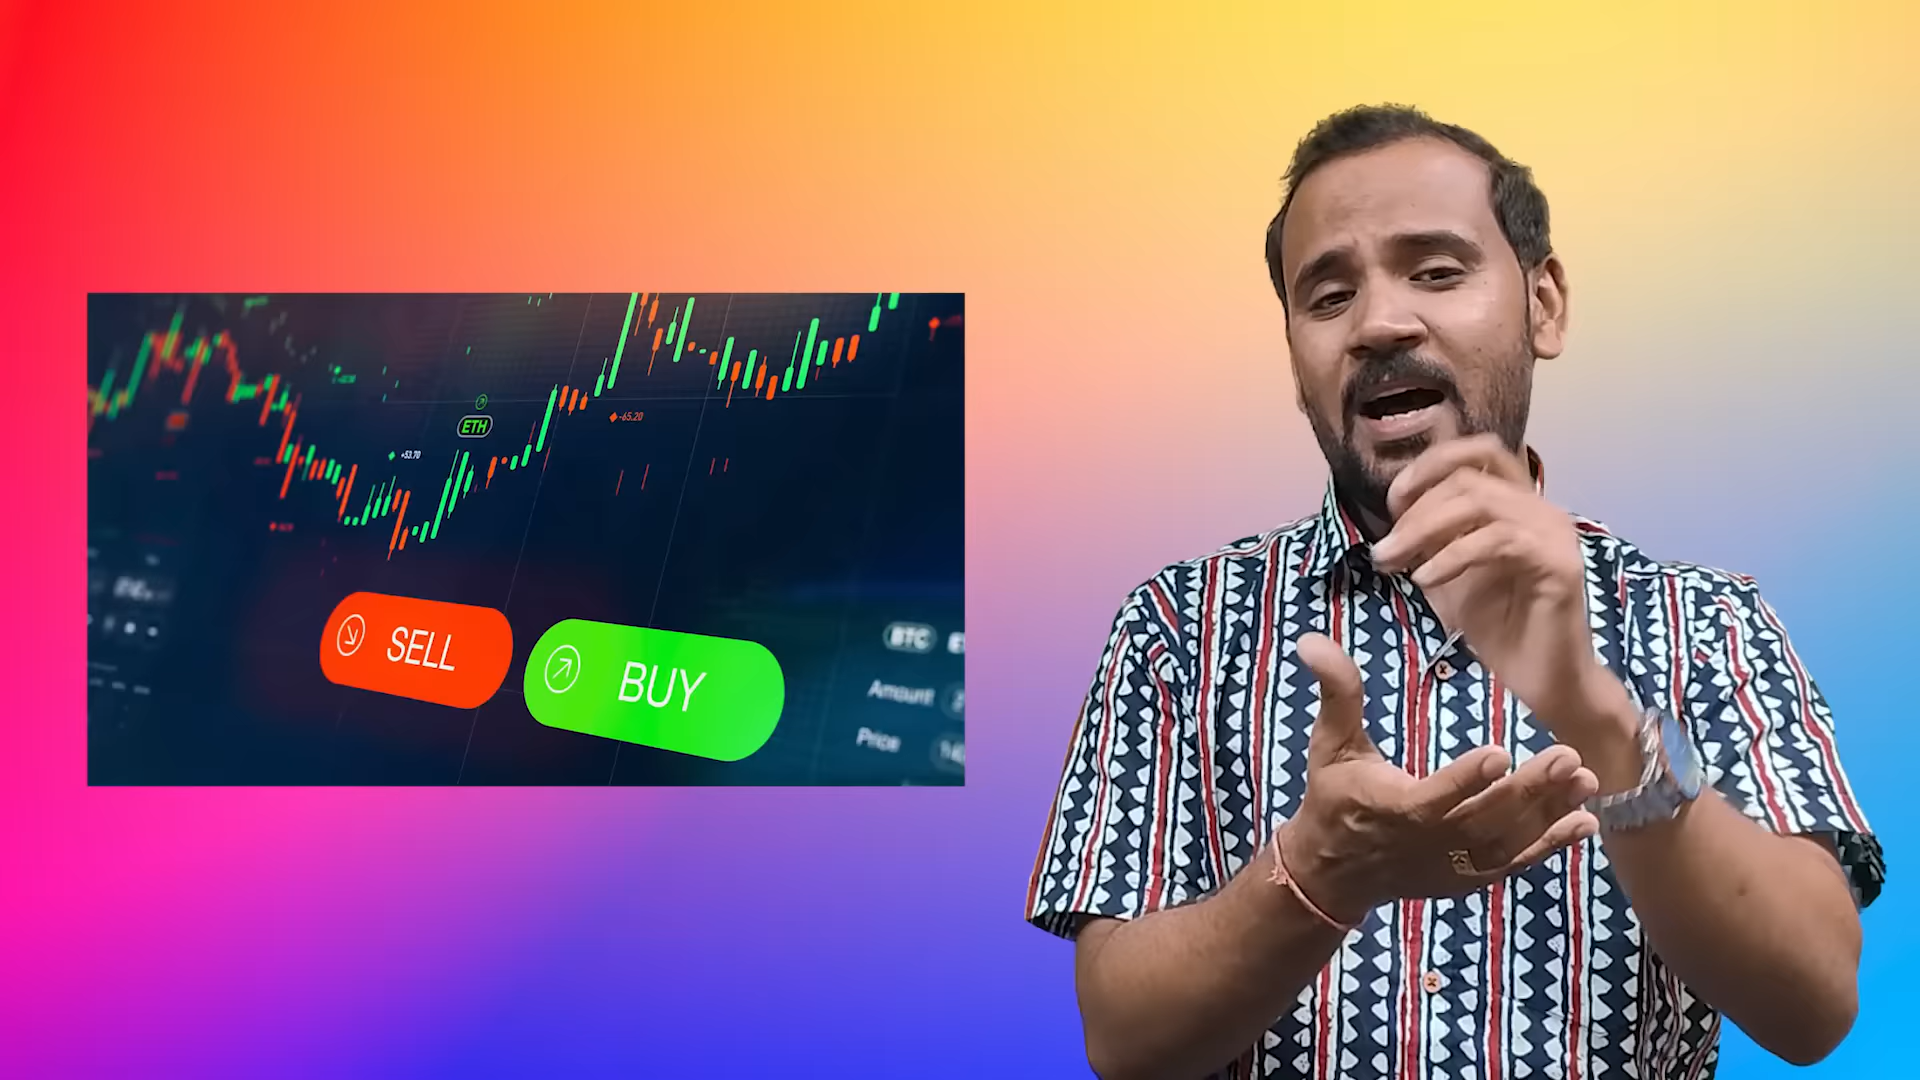 ETH
+53.70
-65.20
SELL
BUY
BTC
Amount
Price